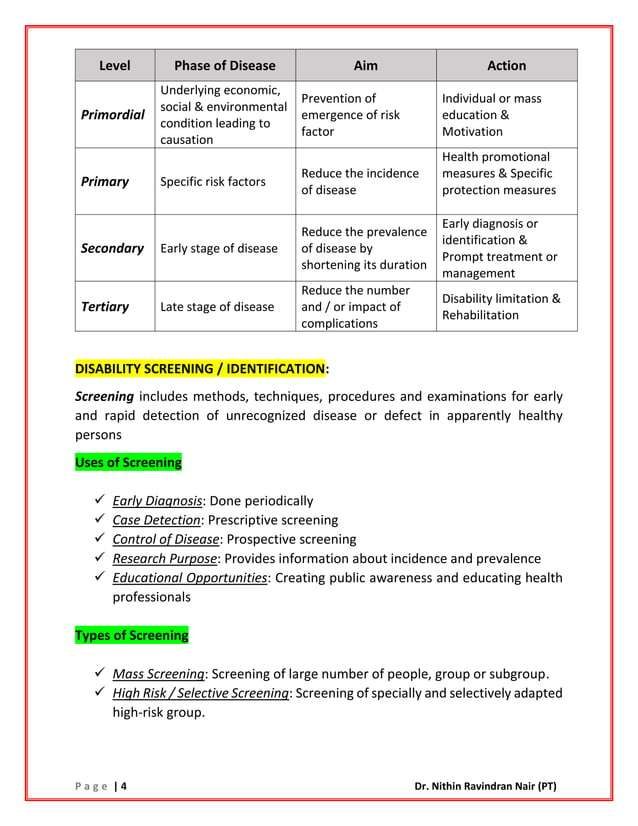 Level Phase of Disease Aim Action
Primordial
Underlying economic,
social & environmental
condition leading to
causation
Prevention of
emergence of risk
factor
Individual or mass
education &
Motivation
Primary
Specific risk factors
Reduce the incidence
of disease
Health promotional
measures & Specific
protection measures
Secondary
Early stage of disease
Reduce the prevalence
of disease by
shortening its duration
Early diagnosis or
identification &
Prompt treatment or
management
Tertiary
Late stage of disease
Reduce the number
and / or impact of
complications
Disability limitation &
Rehabilitation
DISABILITY SCREENING / IDENTIFICATION:
Screening includes methods, techniques, procedures and examinations for early
and rapid detection of unrecognized disease or defect in apparently healthy
persons
Uses of Screening
✓ Early Diagnosis: Done periodically
✓ Case Detection: Prescriptive screening
✓ Control of Disease: Prospective screening
✓ Research Purpose: Provides information about incidence and prevalence
✓ Educational Opportunities: Creating public awareness and educating health
professionals
Types of Screening
✓ Mass Screening: Screening of large number of people, group or subgroup.
✓ High Risk / Selective Screening: Screening of specially and selectively adapted
high-risk group.
Page | 4 Dr. Nithin Ravindran Nair (PT)